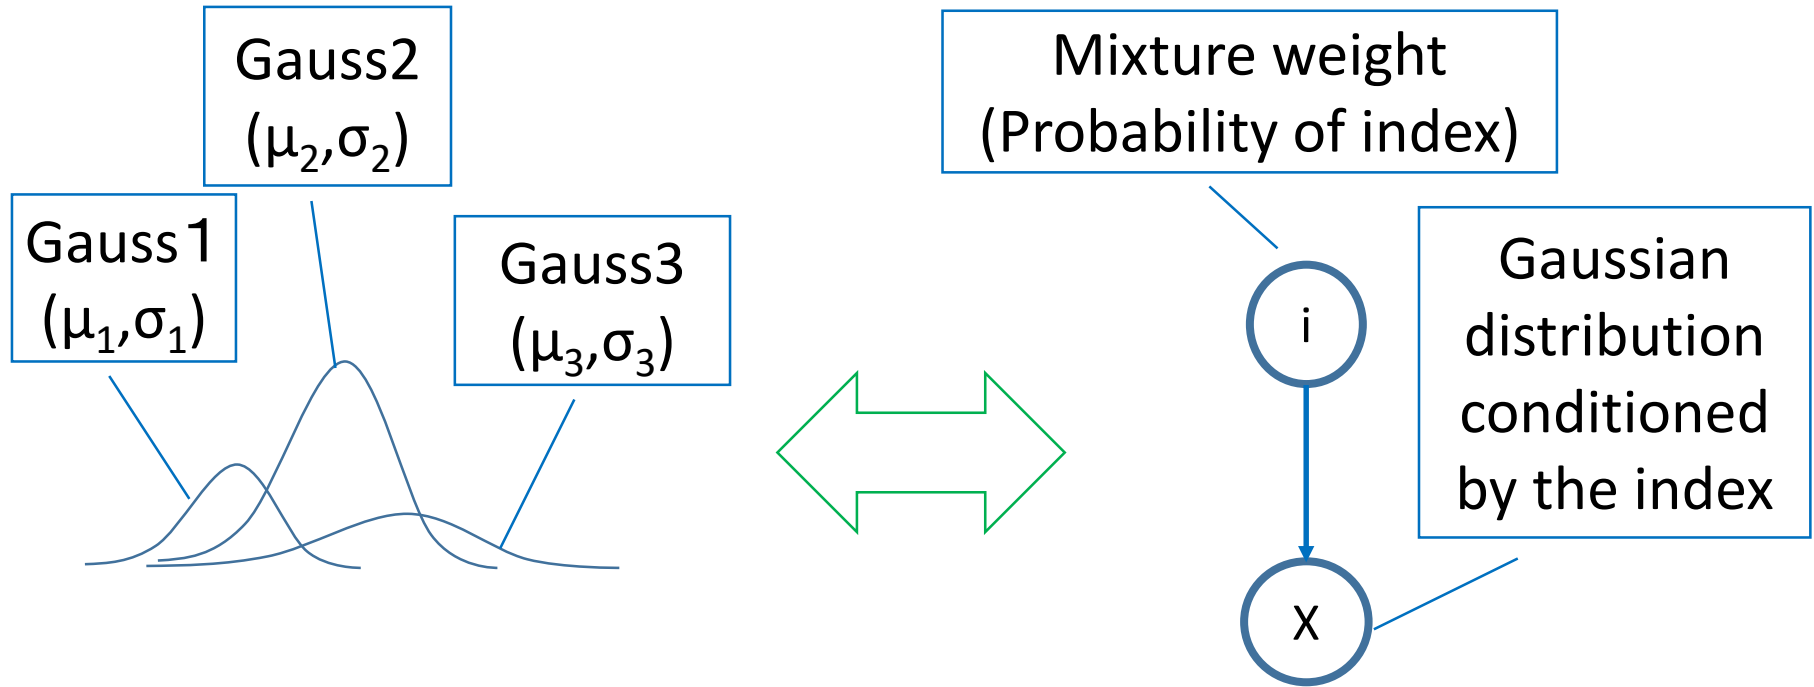 Gauss2
(μ₂,σ₂)
Gauss1
(μ₁,σ₁)
Gauss3
(μ₃,σ₃)
Mixture weight
(Probability of index)
i
Gaussian
distribution
conditioned
by the index
X